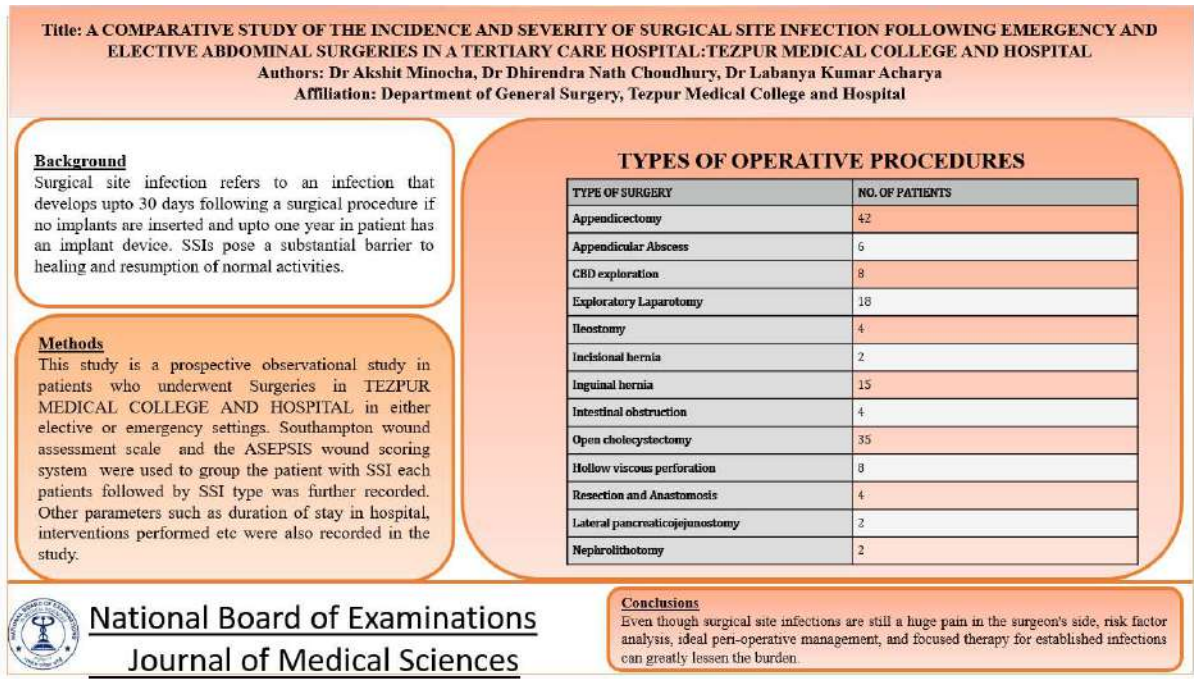 Title: A COMPARATIVE STUDY OF THE INCIDENCE AND SEVERITY OF SURGICAL SITE INFECTION FOLLOWING EMERGENCY AND
ELECTIVE ABDOMINAL SURGERIES IN A TERTIARY CARE HOSPITAL:TEZPUR MEDICAL COLLEGE AND HOSPITAL
Authors: Dr Akshit Minocha, Dr Dhirendra Nath Choudhury, Dr Labanya Kumar Acharya
Affiliation: Department of General Surgery, Tezpur Medical College and Hospital
Background
Surgical site infection refers to an infection that
develops upto 30 days following a surgical procedure if
no implants are inserted and upto one year in patient has
an implant device. SSIs pose a substantial barrier to
healing and resumption of normal activities.
Methods
This study is a prospective observational study in
patients who underwent Surgeries in TEZPUR
MEDICAL COLLEGE AND HOSPITAL in either
elective or emergency settings. Southampton wound
assessment scale and the ASEPSIS wound scoring
system were used to group the patient with SSI each
patients followed by SSI type was further recorded.
Other parameters such as duration of stay in hospital,
interventions performed etc were also recorded in the
study.
TYPES OF OPERATIVE PROCEDURES
TYPE OF SURGERY NO. OF PATIENTS
Appendicectomy 42
Appendicular Abscess 6
CBD exploration 8
Exploratory Laparotomy 18
Ileostomy 4
Incisional hernia 2
Inguinal hernia 15
Intestinal obstruction 4
Open cholecystectomy 35
Hollow viscous perforation 8
Resection and Anastomosis 4
Lateral pancreaticojejunostomy 2
Nephrolithotomy 2
National Board of Examinations
Journal of Medical Sciences
Conclusions
Even though surgical site infections are still a huge pain in the surgeon's side, risk factor
analysis, ideal peri-operative management, and focused therapy for established infections
can greatly lessen the burden.